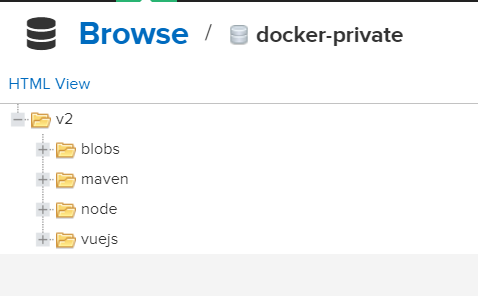 Browse / docker-private
HTML View
v2
blobs
maven
node
vuejs